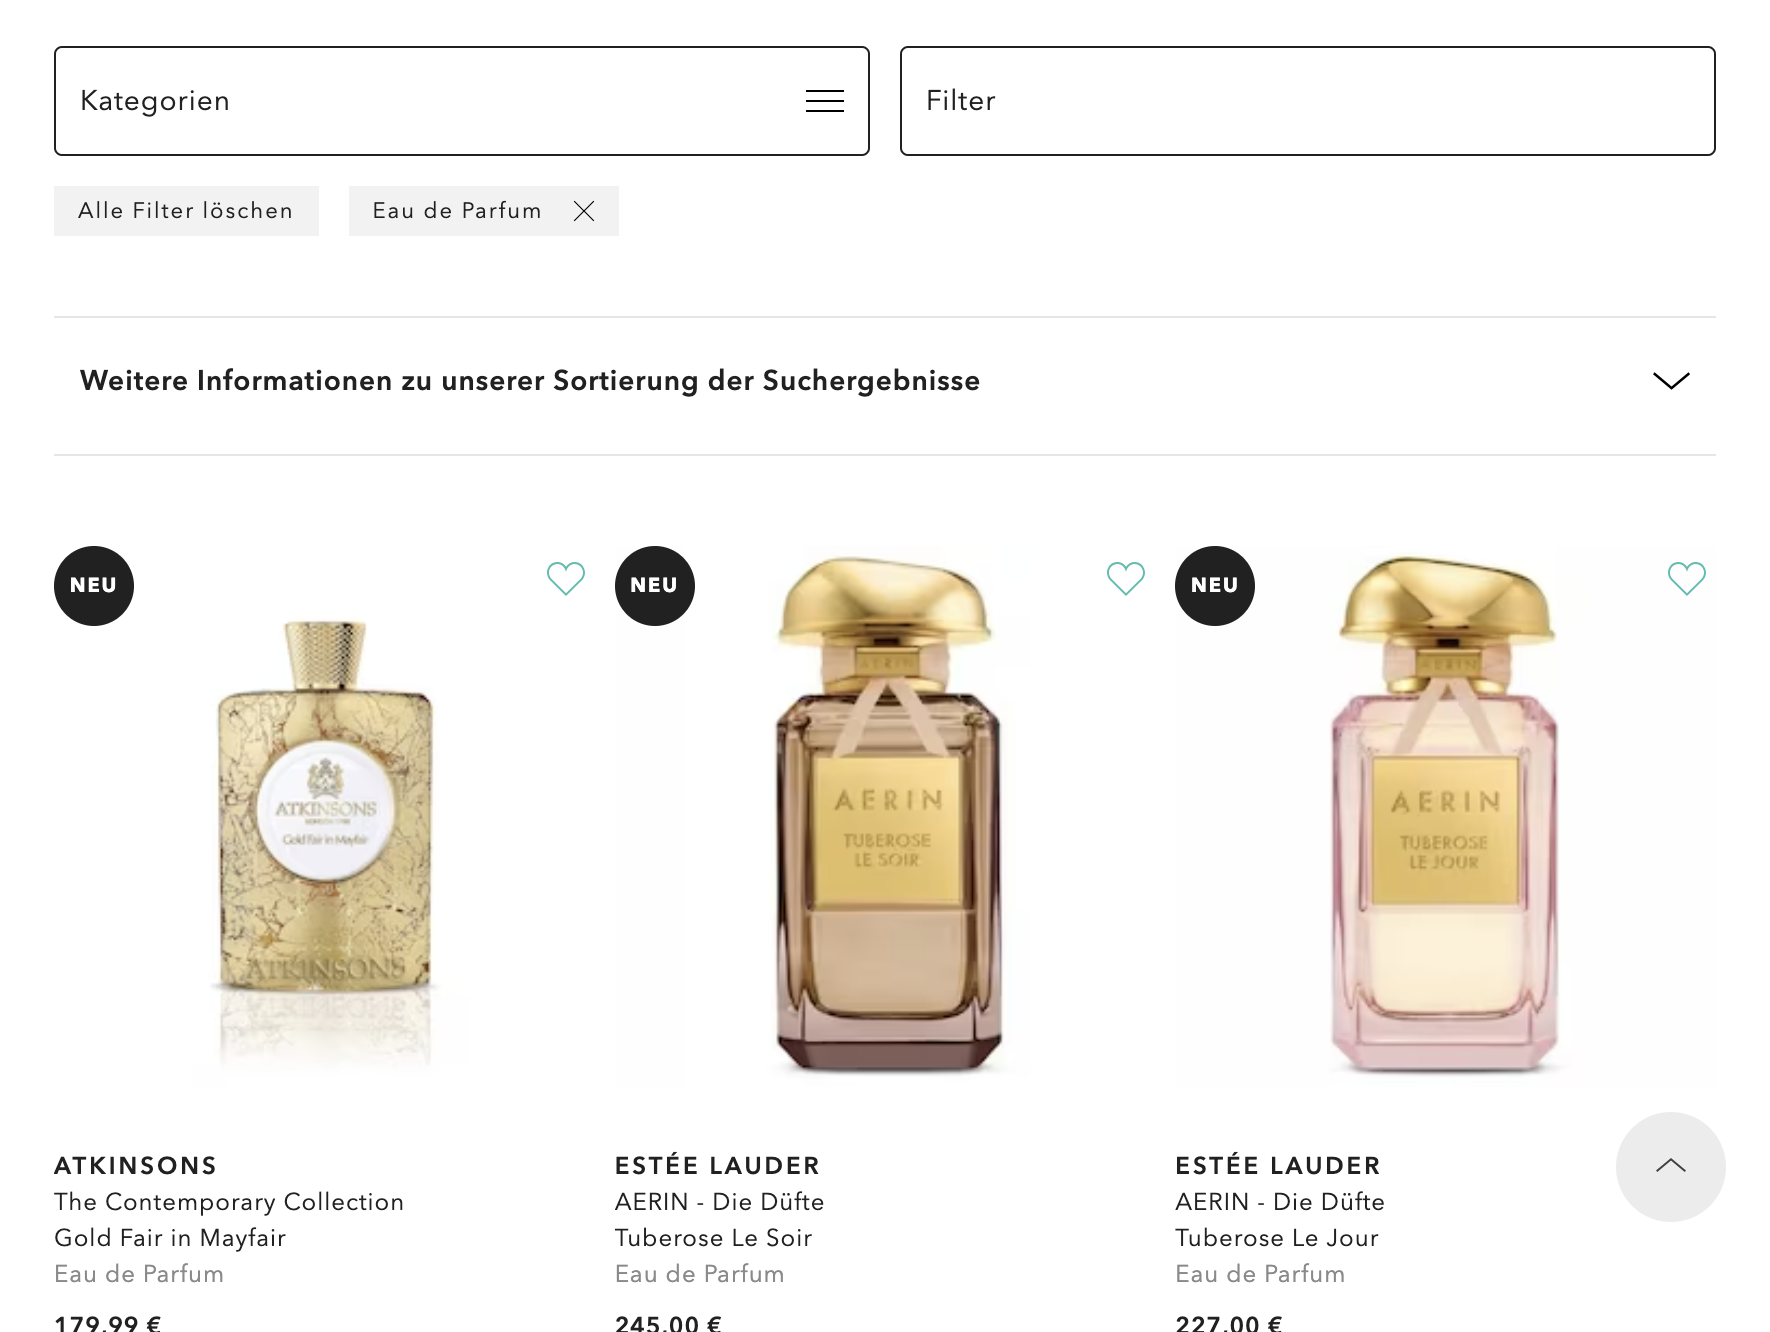 Kategorien
Filter
Alle Filter löschen
Eau de Parfum
Weitere Informationen zu unserer Sortierung der Suchergebnisse
NEU
NEU
NEU
ATKINSONS
Gold Fair in Mayfair
ATKINSONS
AERIN
AERIN
TUBEROSE
LE SOIR
AERIN
AERIN
TUBEROSE
LE JOUR
ATKINSONS
The Contemporary Collection
Gold Fair in Mayfair
Eau de Parfum
179,99 €
ESTÉE LAUDER
AERIN - Die Düfte
Tuberose Le Soir
Eau de Parfum
245,00 €
ESTÉE LAUDER
AERIN - Die Düfte
Tuberose Le Jour
Eau de Parfum
227,00 €